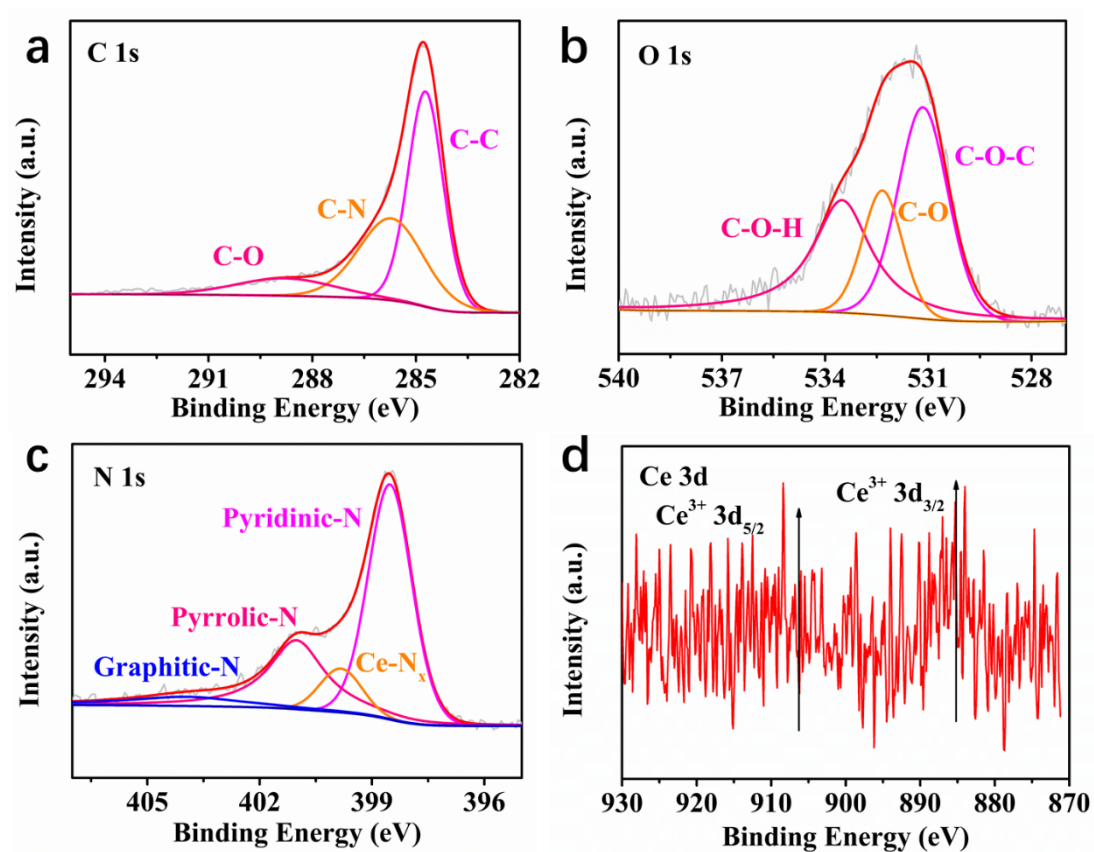 a
C 1s
C-C
C-N
C-O
Intensity (a.u.)
294 291 288 285 282
Binding Energy (eV)
b
O 1s
C-O-C
C-O
C-O-H
Intensity (a.u.)
540 537 534 531 528
Binding Energy (eV)
c
N 1s
Pyridinic-N
Pyrrolic-N
Graphitic-N
Ce-Nₓ
Intensity (a.u.)
405 402 399 396
Binding Energy (eV)
d
Ce 3d
Ce³⁺ 3d₅/₂
Ce³⁺ 3d₃/₂
Intensity (a.u.)
930 920 910 900 890 880 870
Binding Energy (eV)